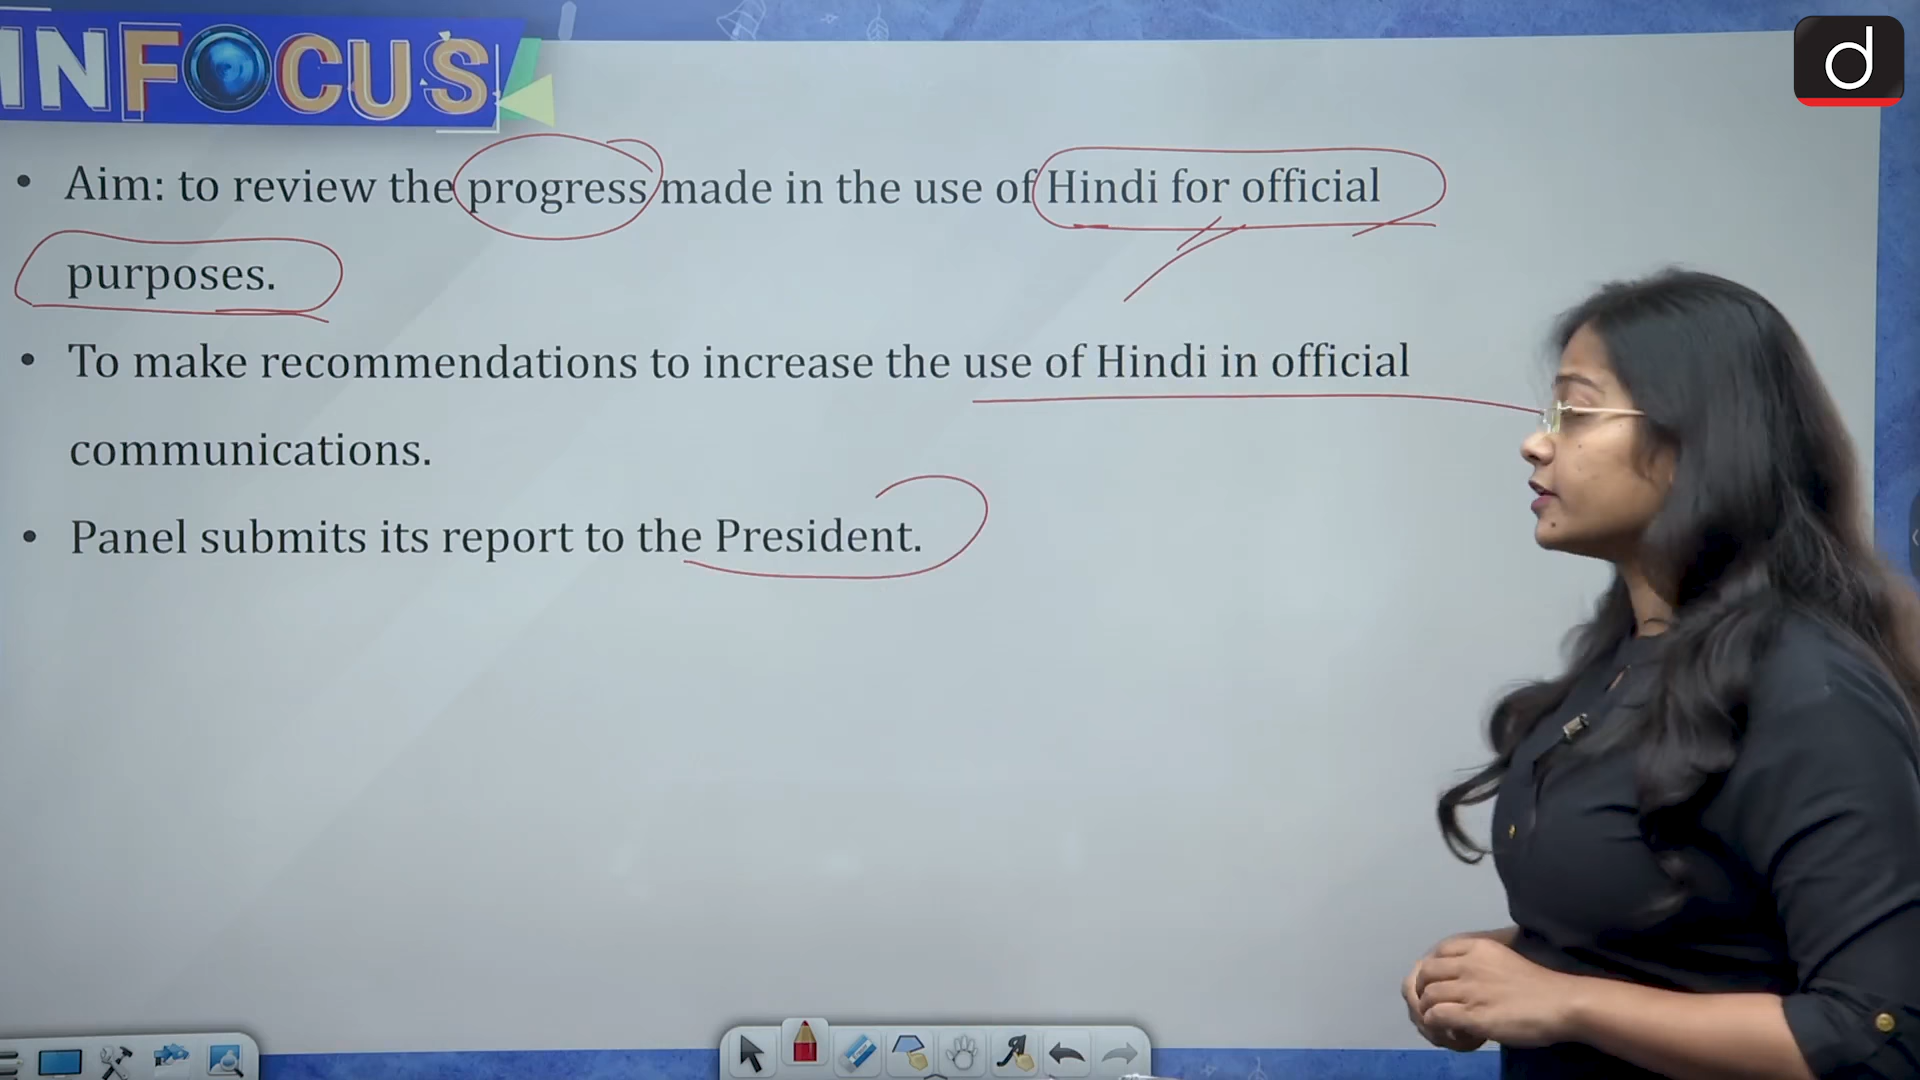 INFOCUS
d
• Aim: to review the progress made in the use of Hindi for official
purposes.
• To make recommendations to increase the use of Hindi in official
communications.
• Panel submits its report to the President.